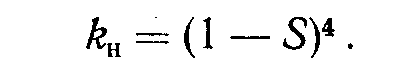 kн = (1 — S)⁴.